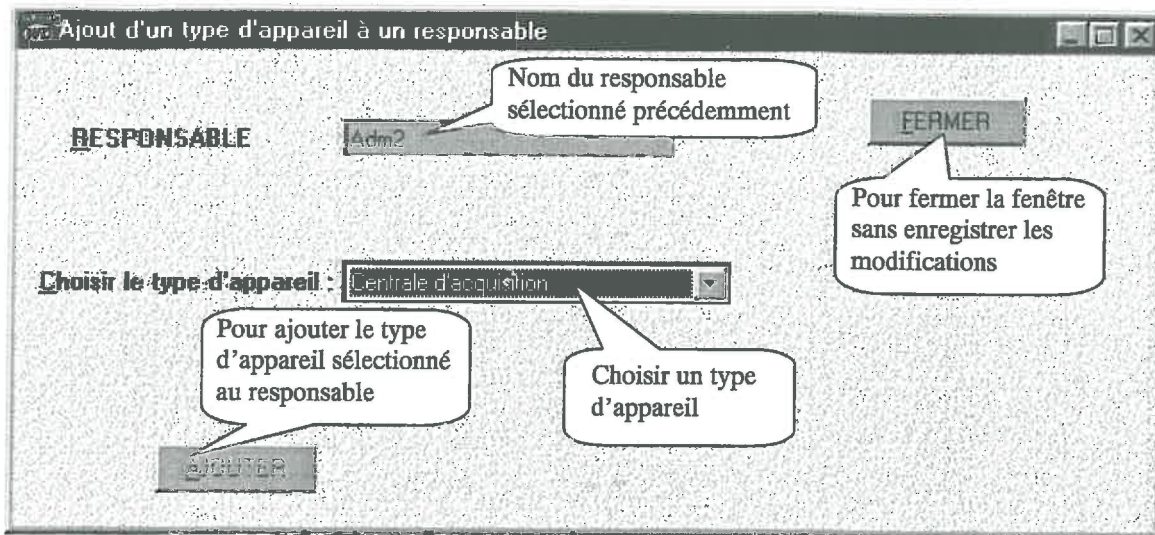 Ajout d'un type d'appareil à un responsable
Nom du responsable
sélectionné précédemment
RESPONSABLE
Adm2
FERMER
Pour fermer la fenêtre
sans enregistrer les
modifications
Choisir le type d'appareil :
Centrale d'acquisition
Pour ajouter le type
d'appareil sélectionné
au responsable
Choisir un type
d'appareil
AJOUTER